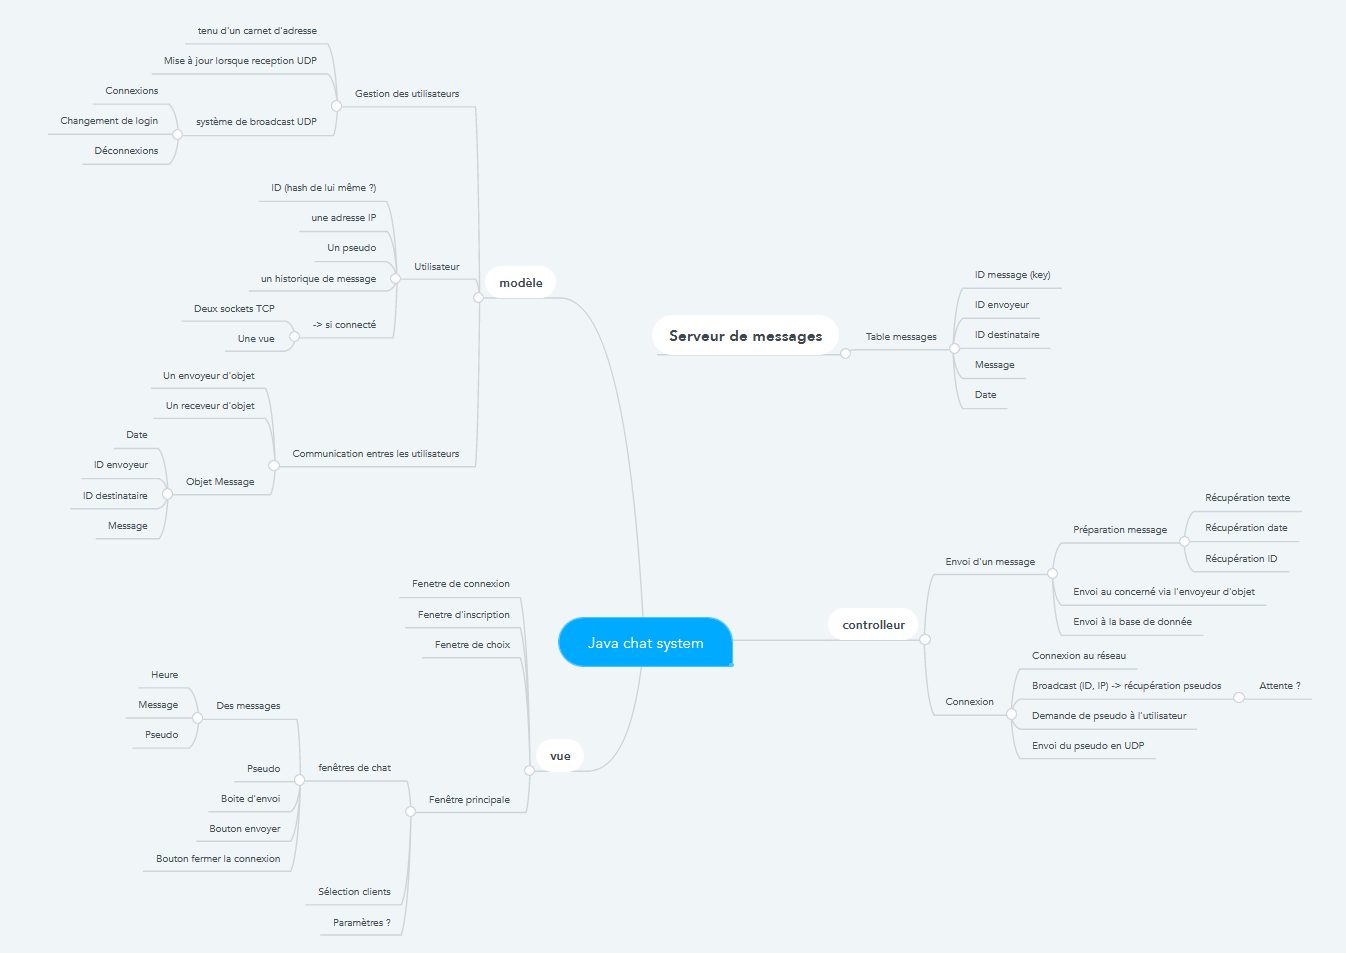 tenu d'un carnet d'adresse
Mise à jour lorsque reception UDP
Gestion des utilisateurs
Connexions
Changement de login
système de broadcast UDP
Déconnexions
ID (hash de lui même ?)
une adresse IP
Un pseudo
Utilisateur
un historique de message
modèle
Deux sockets TCP
-> si connecté
Une vue
Un envoyeur d'objet
Un receveur d'objet
Communication entres les utilisateurs
Date
ID envoyeur
Objet Message
ID destinataire
Message
Serveur de messages
Table messages
ID message (key)
ID envoyeur
ID destinataire
Message
Date
Java chat system
controlleur
Envoi d'un message
Préparation message
Récupération texte
Récupération date
Récupération ID
Envoi au concerné via l'envoyeur d'objet
Envoi à la base de donnée
Connexion
Connexion au réseau
Broadcast (ID, IP) -> récupération pseudos
Attente ?
Demande de pseudo à l'utilisateur
Envoi du pseudo en UDP
Fenetre de connexion
Fenetre d'inscription
Fenetre de choix
vue
Fenêtre principale
fenêtres de chat
Des messages
Heure
Message
Pseudo
Pseudo
Boite d'envoi
Bouton envoyer
Bouton fermer la connexion
Sélection clients
Paramètres ?